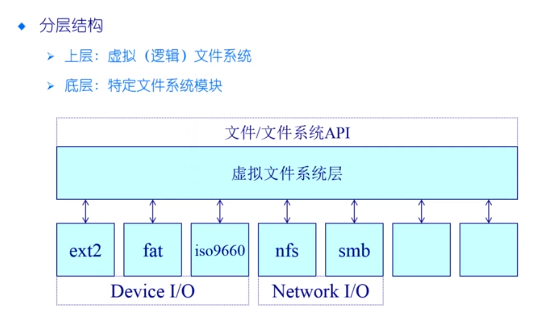 分层结构
上层：虚拟（逻辑）文件系统
底层：特定文件系统模块
文件/文件系统API
虚拟文件系统层
ext2 fat iso9660 nfs smb
Device I/O Network I/O